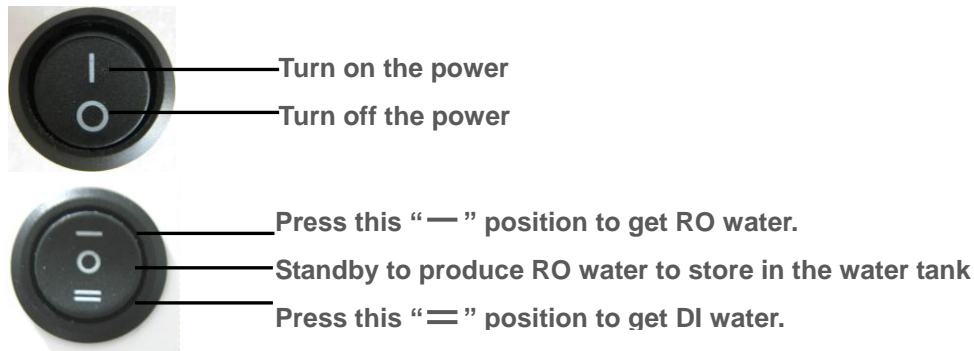 Turn on the power
Turn off the power
Press this “—” position to get RO water.
Standby to produce RO water to store in the water tank
Press this “=” position to get DI water.